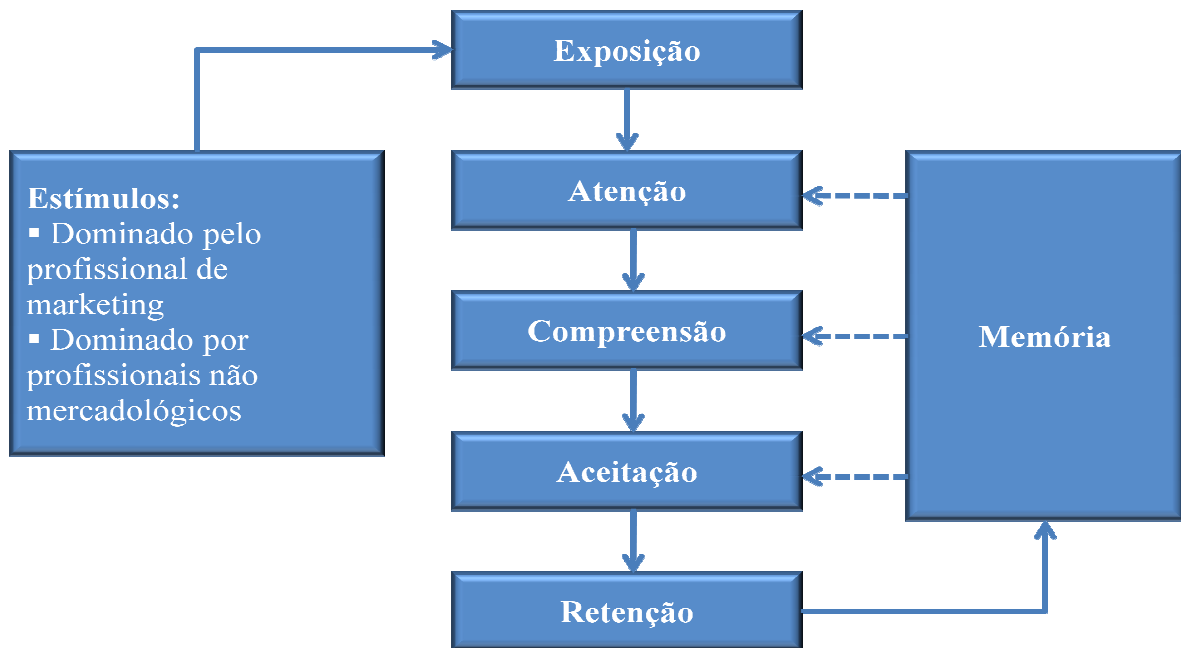 Exposição
Estímulos:
▪ Dominado pelo
profissional de
marketing
▪ Dominado por
profissionais não
mercadológicos
Atenção
Compreensão
Aceitação
Retenção
Memória